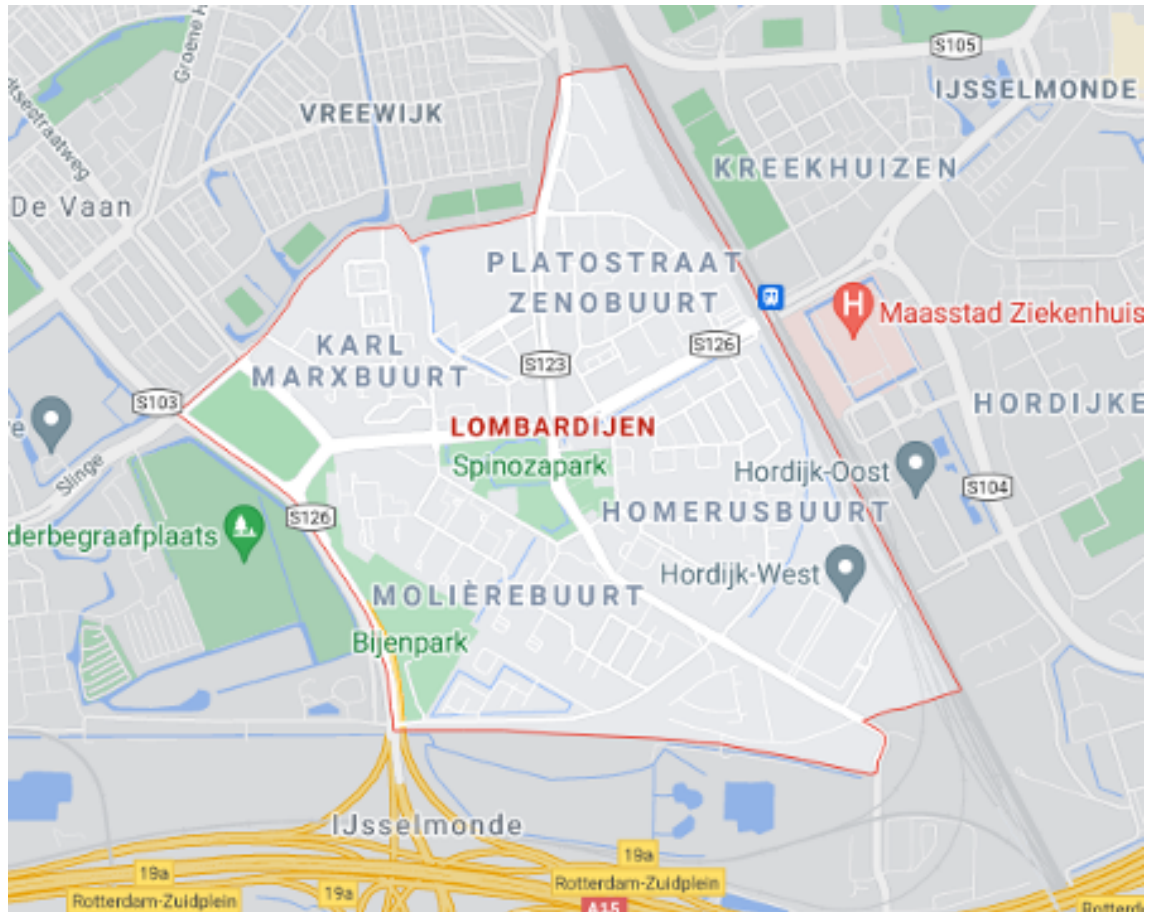 Groene H
S105
IJSSELMONDE
VREEWIJK
KREEKHUIZEN
De Vaan
PLATOSTRAAT
ZENOBUURT
Maasstad Ziekenhuis
KARL
MARXBUURT
S123
S126
S103
HORDIJKE
LOMBARDIJEN
Spinozapark
Hordijk-Oost
Slinge
S104
HOMERUSBUURT
S126
derbegraafplaats
Hordijk-West
MOLIÈREBUURT
Bijenpark
IJsselmonde
19a
Rotterdam-Zuidplein
19a
19a
Rotterdam-Zuidplein
A15